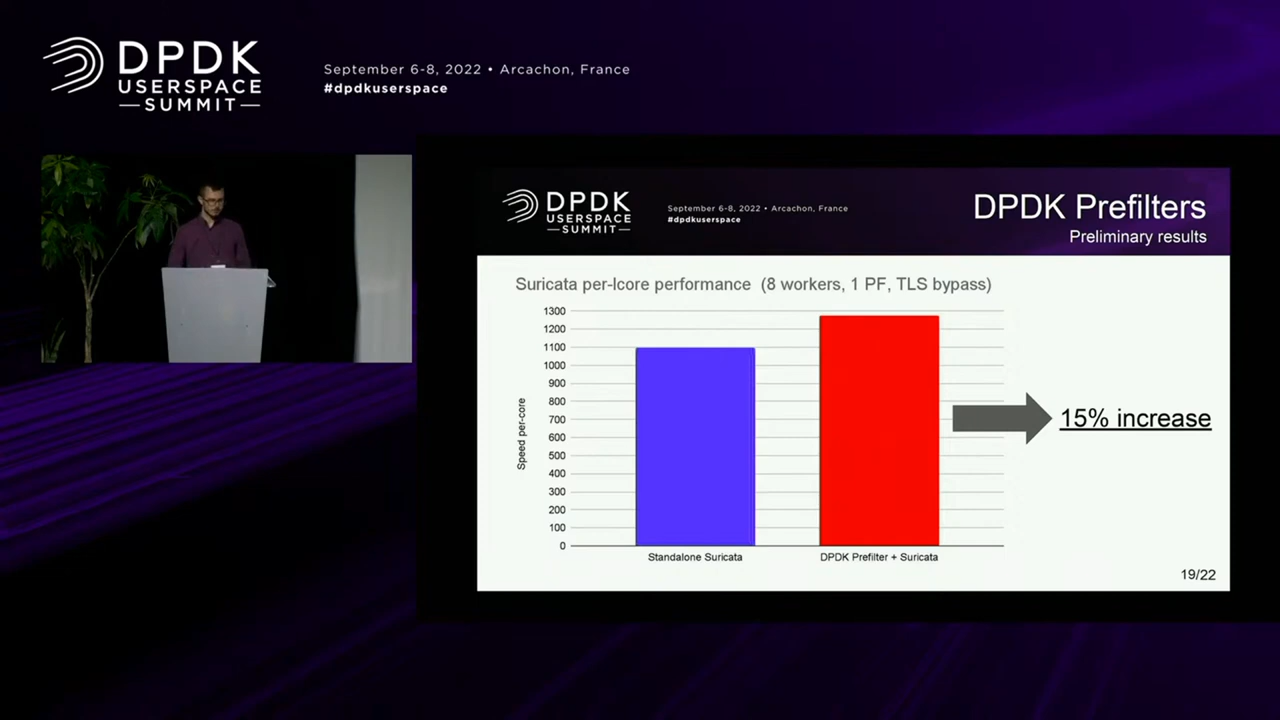 DPDK
USERSPACE
SUMMIT
September 6-8, 2022 • Arcachon, France
#dpdkuserspace
DPDK
USERSPACE
SUMMIT
September 6-8, 2022 • Arcachon, France
#dpdkuserspace
DPDK Prefilters
Preliminary results
Suricata per-lcore performance (8 workers, 1 PF, TLS bypass)
Speed per-core
1300
1200
1100
1000
900
800
700
600
500
400
300
200
100
0
Standalone Suricata
DPDK Prefilter + Suricata
15% increase
19/22